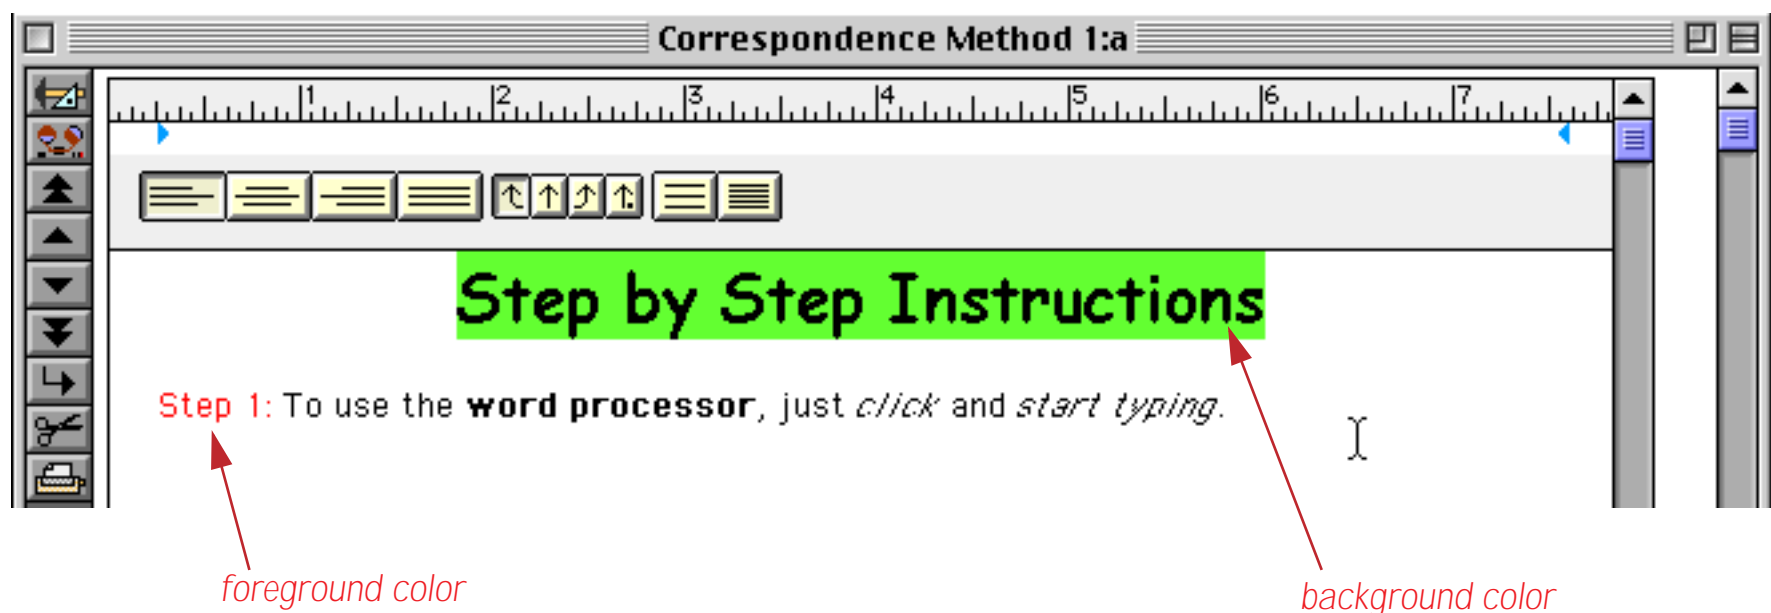 Correspondence Method 1:a
1 2 3 4 5 6 7
Step by Step Instructions
Step 1: To use the word processor, just click and start typing.
foreground color
background color